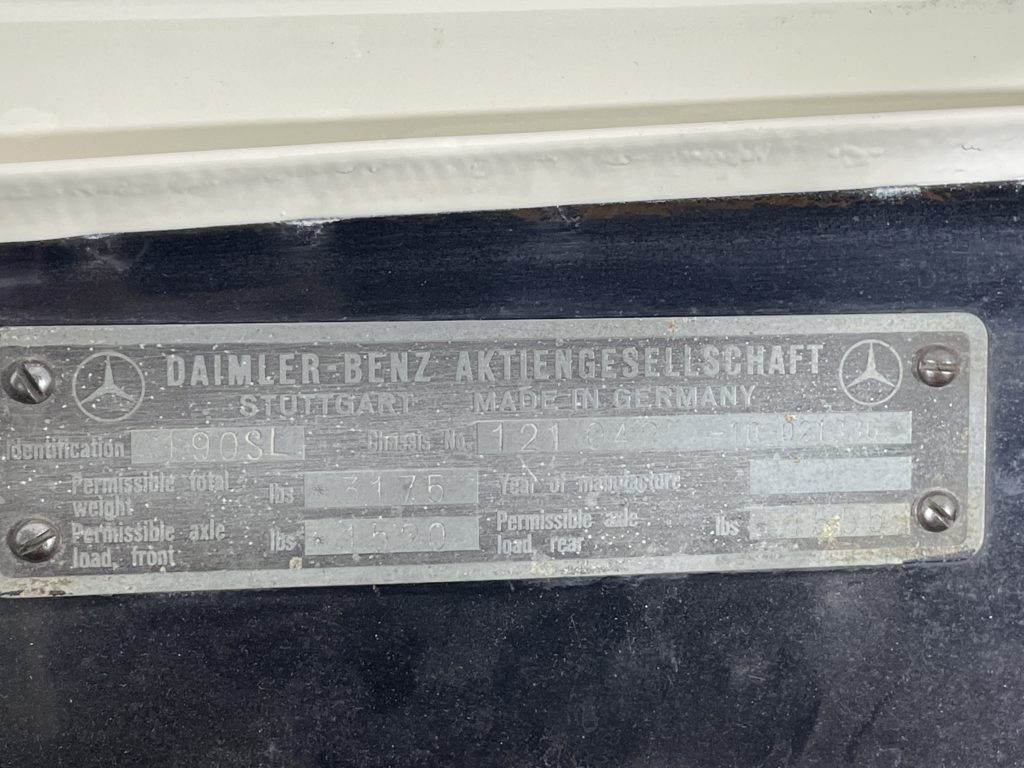 DAIMLER-BENZ AKTIENGESELLSCHAFT
STUTTGART MADE IN GERMANY
Identification 190SL Chassis No. 121
Permissible total weight lbs 3175 Year of manufacture
Permissible axle load, front lbs 1590 Permissible axle load, rear lbs